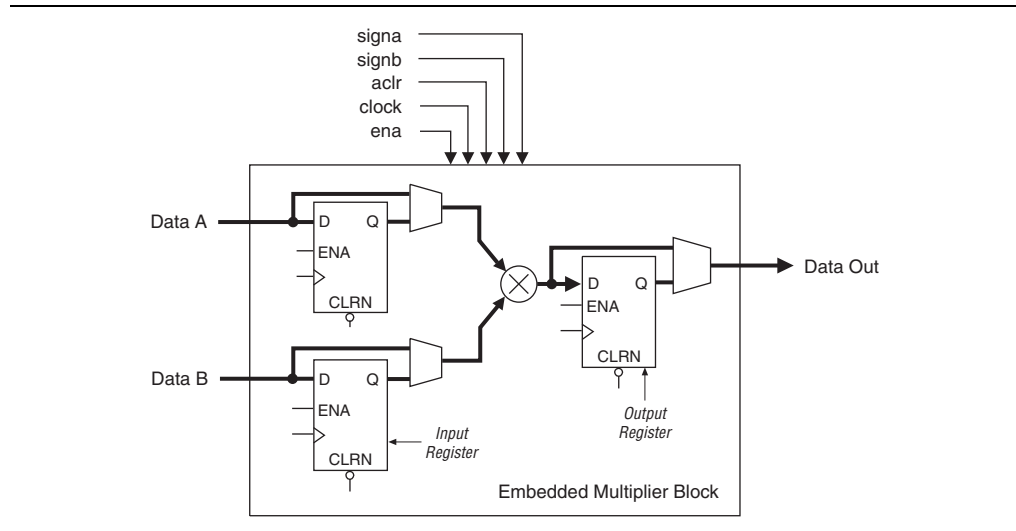 signa
signb
aclr
clock
ena
Data A
D Q
ENA
CLRN
Data Out
D Q
ENA
CLRN
Output
Register
Data B
D Q
ENA
CLRN
Input
Register
Embedded Multiplier Block